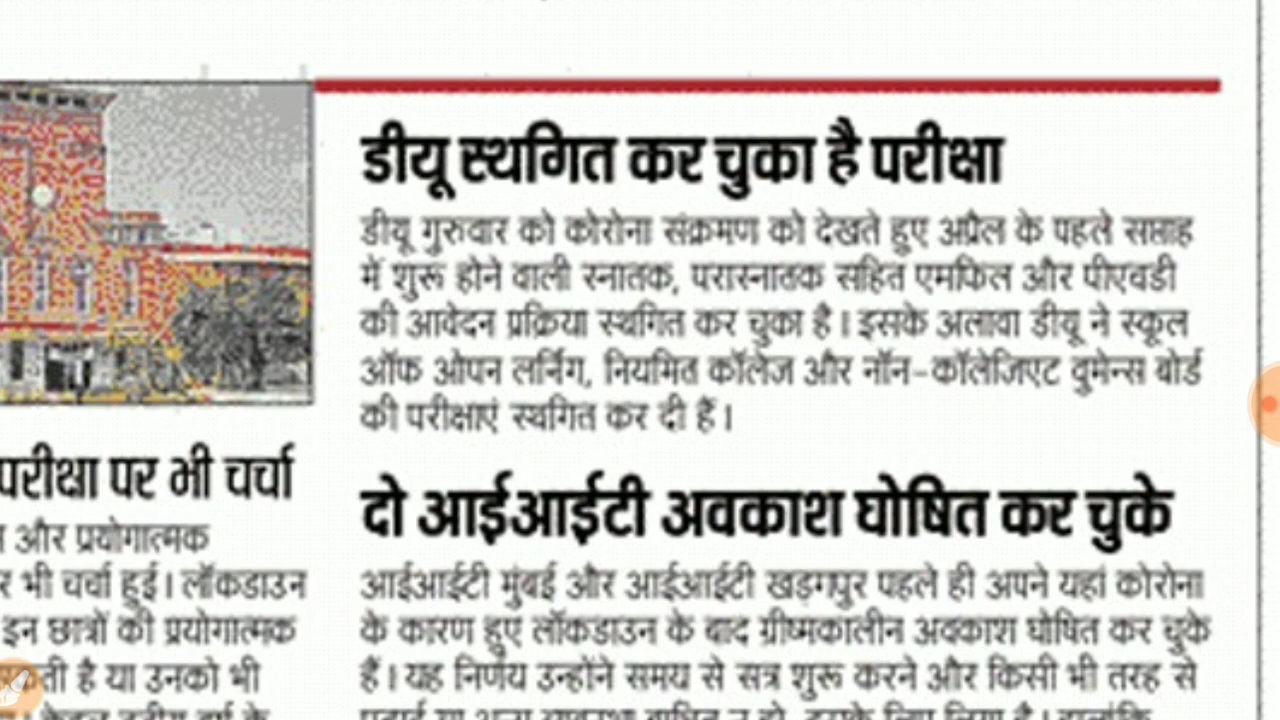 डीयू स्थगित कर चुका है परीक्षा
डीयू गुरुवार को कोरोना संक्रमण को देखते हुए अप्रैल के पहले सप्ताह
में शुरू होने वाली स्नातक, परास्नातक सहित एमफिल और पीएवडी
की आवेदन प्रक्रिया स्थगित कर चुका है। इसके अलावा डीयू ने स्कूल
ऑफ ओपन लर्निंग, नियमित कॉलेज और नॉन-कॉलेजिएट वुमेन्स बोर्ड
की परीक्षाएं स्थगित कर दी हैं।
दो आईआईटी अवकाश घोषित कर चुके
आईआईटी मुंबई और आईआईटी खड़गपुर पहले ही अपने यहां कोरोना
के कारण हुए लॉकडाउन के बाद ग्रीष्मकालीन अवकाश घोषित कर चुके
हैं। यह निर्णय उन्होंने समय से सत्र शुरू करने और किसी भी तरह से
परीक्षा पर भी चर्चा
और प्रयोगात्मक
भी चर्चा हुई। लॉकडाउन
इन छात्रों की प्रयोगात्मक
है या उनको भी